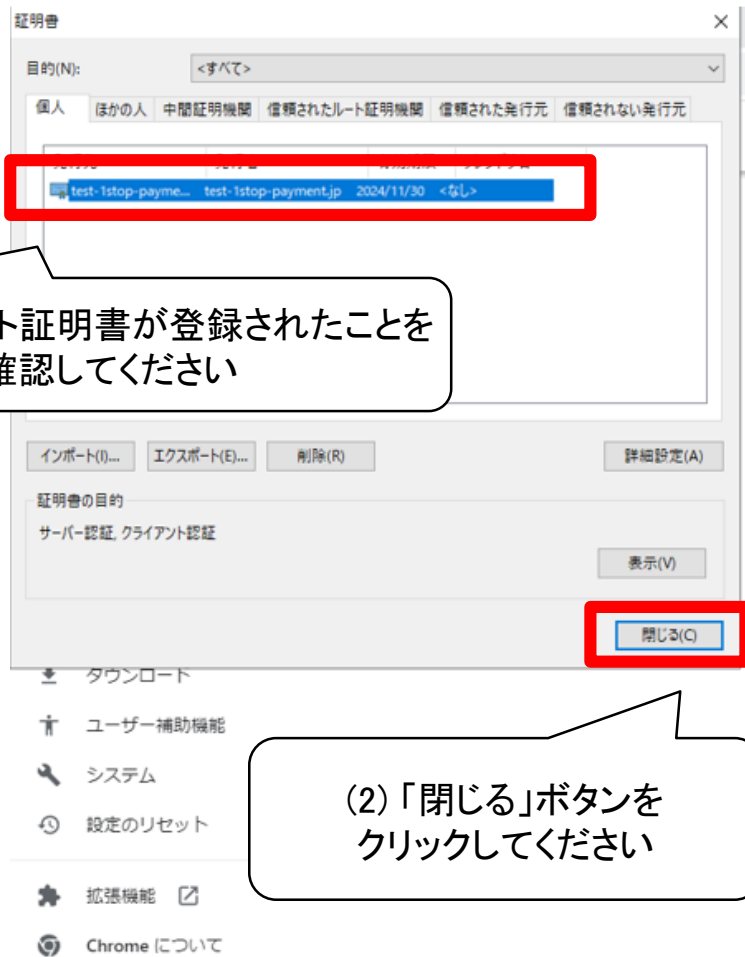 証明書
目的(N):
<すべて>
個人 ほかの人 中間証明機関 信頼されたルート証明機関 信頼された発行元 信頼されない発行元
test-1stop-payme... test-1stop-payment.jp 2024/11/30 <なし>
ト証明書が登録されたことを
確認してください
インポート(I)... エクスポート(E)... 削除(R) 詳細設定(A)
証明書の目的
サーバー認証, クライアント認証
表示(V)
閉じる(C)
ダウンロード
ユーザー補助機能
システム
設定のリセット
(2)「閉じる」ボタンを
クリックしてください
拡張機能
Chrome について